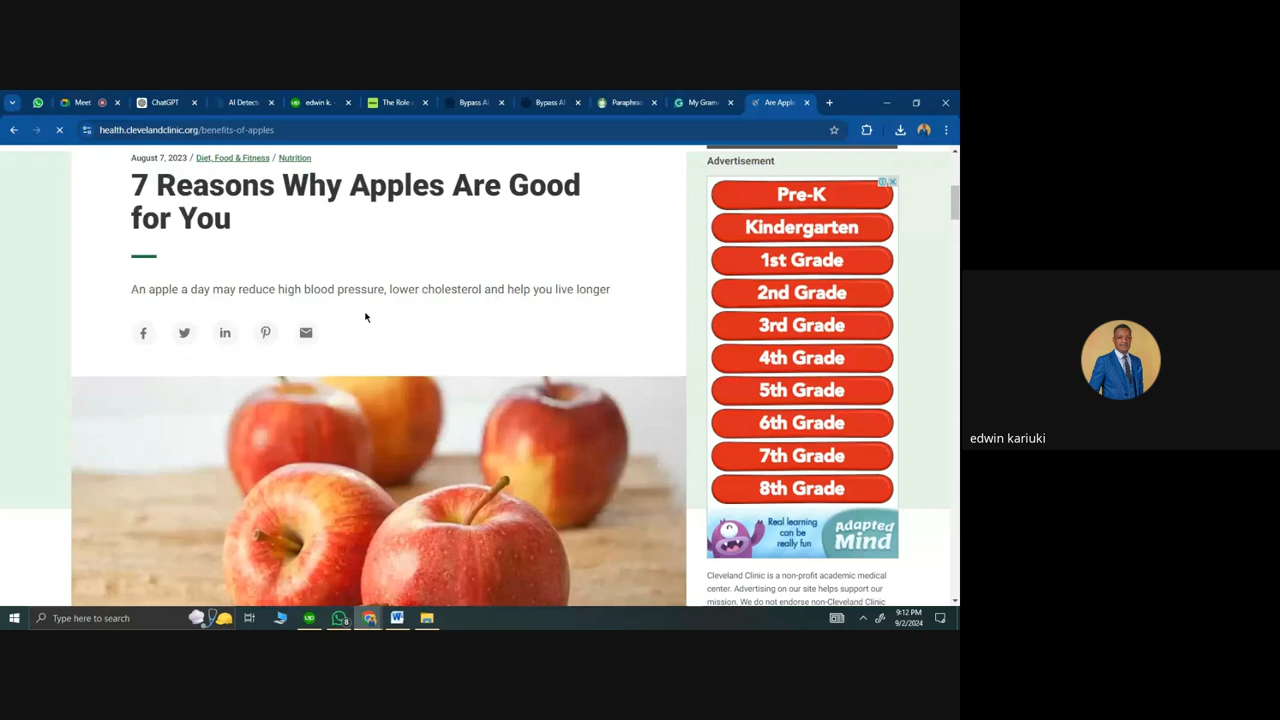 Meet
ChatGPT
AI Detect
edwin k.
The Role
Bypass AI
Bypass AI
Paraphras
My Gram
Are Apple
health.clevelandclinic.org/benefits-of-apples
August 7, 2023 / Diet, Food & Fitness / Nutrition
7 Reasons Why Apples Are Good
for You
An apple a day may reduce high blood pressure, lower cholesterol and help you live longer
Advertisement
Pre-K
Kindergarten
1st Grade
2nd Grade
3rd Grade
4th Grade
5th Grade
6th Grade
7th Grade
8th Grade
Real learning
can be
really fun
Adapted
Mind
Cleveland Clinic is a non-profit academic medical
center. Advertising on our site helps support our
mission. We do not endorse non-Cleveland Clinic
edwin kariuki
Type here to search
9:12 PM
9/2/2024